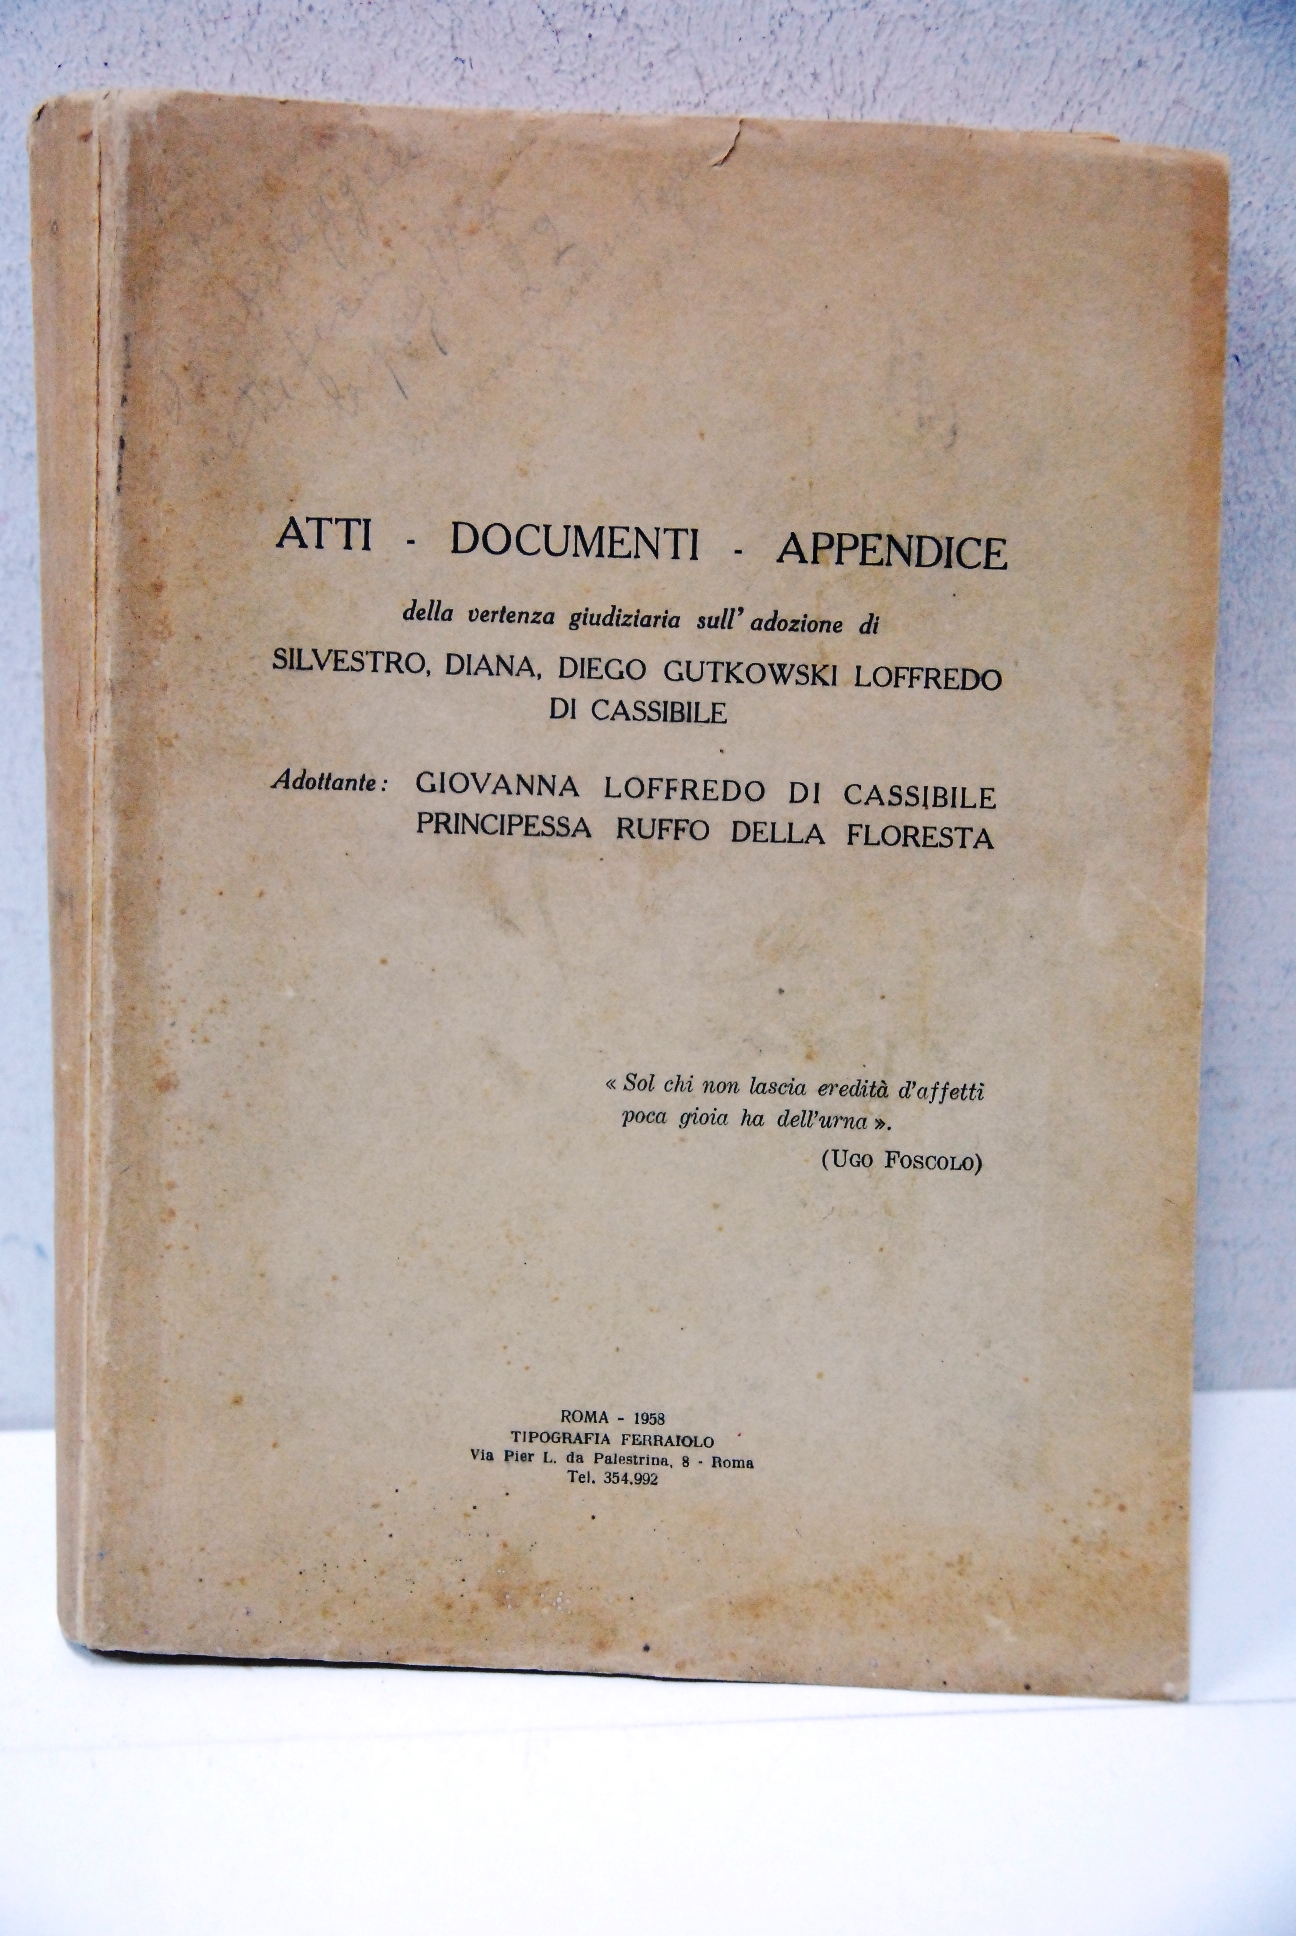 ATTI - DOCUMENTI - APPENDICE
della vertenza giudiziaria sull' adozione di
SILVESTRO, DIANA, DIEGO GUTKOWSKI LOFFREDO
DI CASSIBILE
Adottante: GIOVANNA LOFFREDO DI CASSIBILE
PRINCIPESSA RUFFO DELLA FLORESTA
« Sol chi non lascia eredità d'affetti
poca gioia ha dell'urna ».
(UGO FOSCOLO)
ROMA - 1958
TIPOGRAFIA FERRAIOLO
Via Pier L. da Palestrina, 8 - Roma
Tel. 354.992